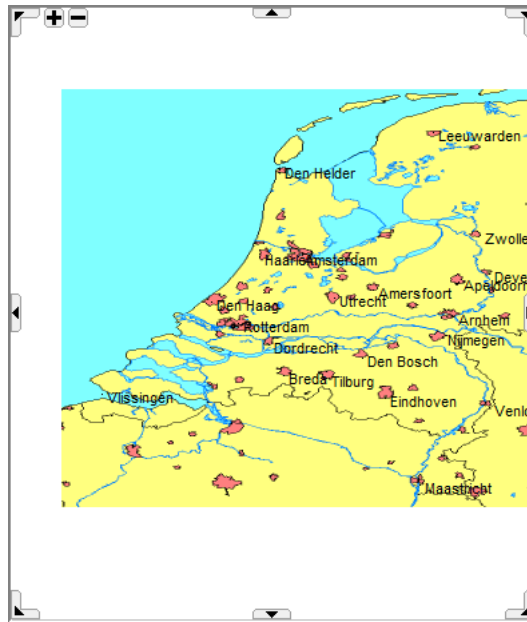 Leeuwarden
Den Helder
Zwolle
Haarle
Amsterdam
Deve
Apeldoorn
Amersfoort
Utrecht
Den Haag
Arnhem
Rotterdam
Nijmegen
Dordrecht
Den Bosch
Breda
Tilburg
Vlissingen
Eindhoven
Venlo
Maastricht